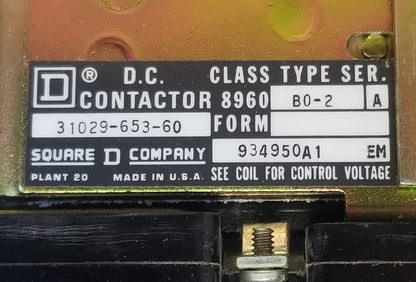 D ® D.C. CLASS TYPE SER.
CONTACTOR 8960 BO-2 A
31029-653-60 FORM
SQUARE D COMPANY 934950A1 EM
PLANT 20 MADE IN U.S.A. SEE COIL FOR CONTROL VOLTAGE